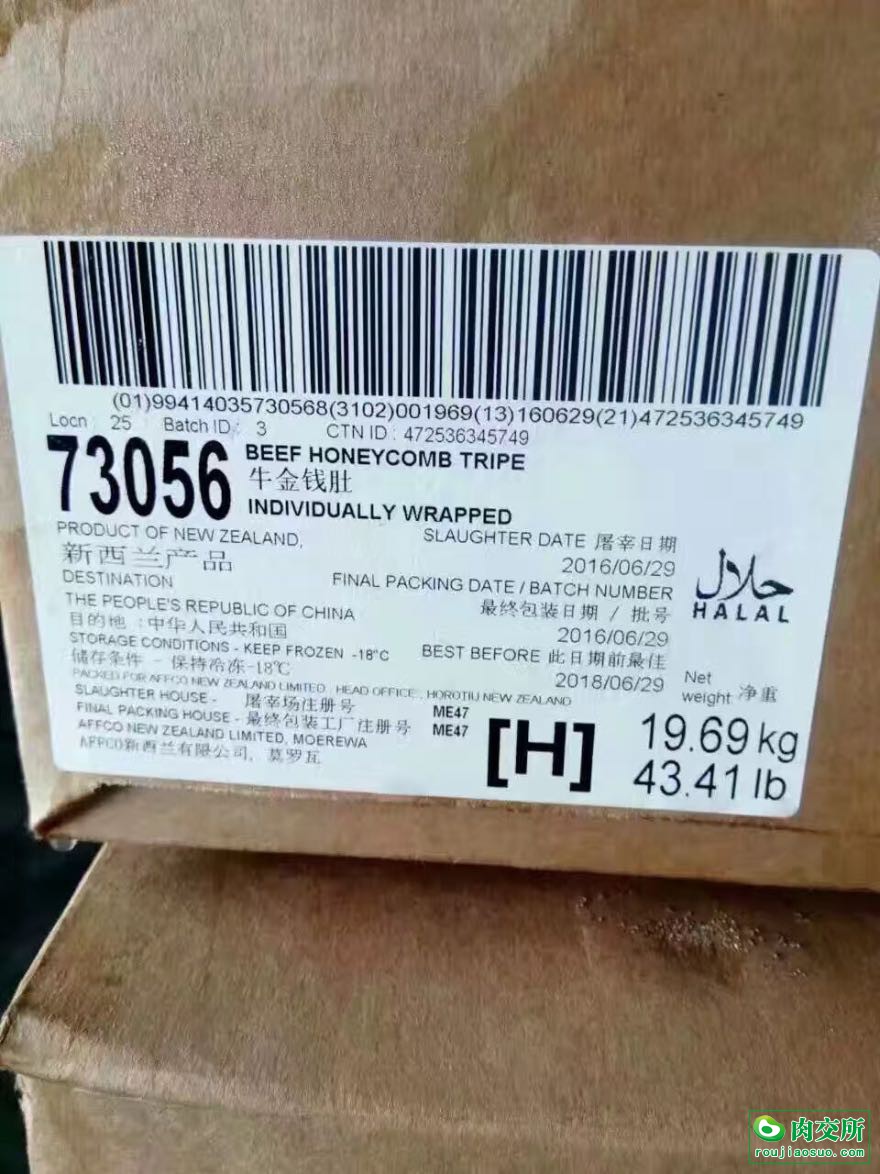 (01)99414035730568(3102)001969(13)160629(21)472536345749
Locn : 25 Batch ID : 3 CTN ID : 472536345749
73056
BEEF HONEYCOMB TRIPE
牛金钱肚
INDIVIDUALLY WRAPPED
PRODUCT OF NEW ZEALAND,
新西兰产品
SLAUGHTER DATE 屠宰日期
2016/06/29
DESTINATION
THE PEOPLE'S REPUBLIC OF CHINA
目的地 :中华人民共和国
FINAL PACKING DATE / BATCH NUMBER
最终包装日期 / 批号
2016/06/29
حلال
HALAL
STORAGE CONDITIONS - KEEP FROZEN -18°C
储存条件 - 保持冷冻-18℃
BEST BEFORE 此日期前最佳
2018/06/29
PACKED FOR AFFCO NEW ZEALAND LIMITED , HEAD OFFICE , HOROTIU NEW ZEALAND
SLAUGHTER HOUSE - 屠宰场注册号 ME47
FINAL PACKING HOUSE - 最终包装工厂注册号 ME47
AFFCO NEW ZEALAND LIMITED, MOEREWA
AFFCO新西兰有限公司, 莫罗瓦
[H]
Net weight 净重
19.69 kg
43.41 lb
肉交所
roujiaosuo.com